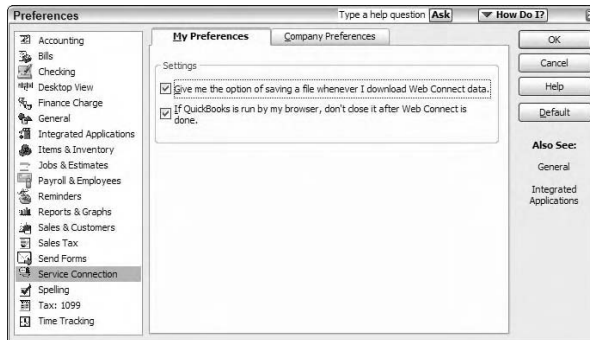 Preferences
Type a help question Ask
How Do I?
Accounting
Bills
Checking
Desktop View
Finance Charge
General
Integrated Applications
Items & Inventory
Jobs & Estimates
Payroll & Employees
Reminders
Reports & Graphs
Sales & Customers
Sales Tax
Send Forms
Service Connection
Spelling
Tax: 1099
Time Tracking
My Preferences
Company Preferences
Settings
Give me the option of saving a file whenever I download Web Connect data.
If QuickBooks is run by my browser, don't close it after Web Connect is
done.
OK
Cancel
Help
Default
Also See:
General
Integrated
Applications